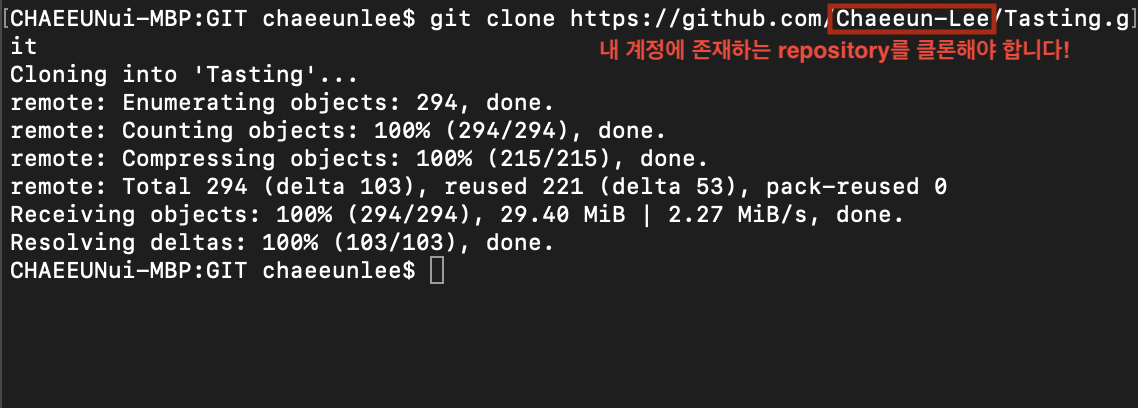 [CHAEEUNui-MBP:GIT chaeeunlee$ git clone https://github.com/Chaeeun-Lee/Tasting.g]
it
내 계정에 존재하는 repository를 클론해야 합니다!
Cloning into 'Tasting'...
remote: Enumerating objects: 294, done.
remote: Counting objects: 100% (294/294), done.
remote: Compressing objects: 100% (215/215), done.
remote: Total 294 (delta 103), reused 221 (delta 53), pack-reused 0
Receiving objects: 100% (294/294), 29.40 MiB | 2.27 MiB/s, done.
Resolving deltas: 100% (103/103), done.
CHAEEUNui-MBP:GIT chaeeunlee$